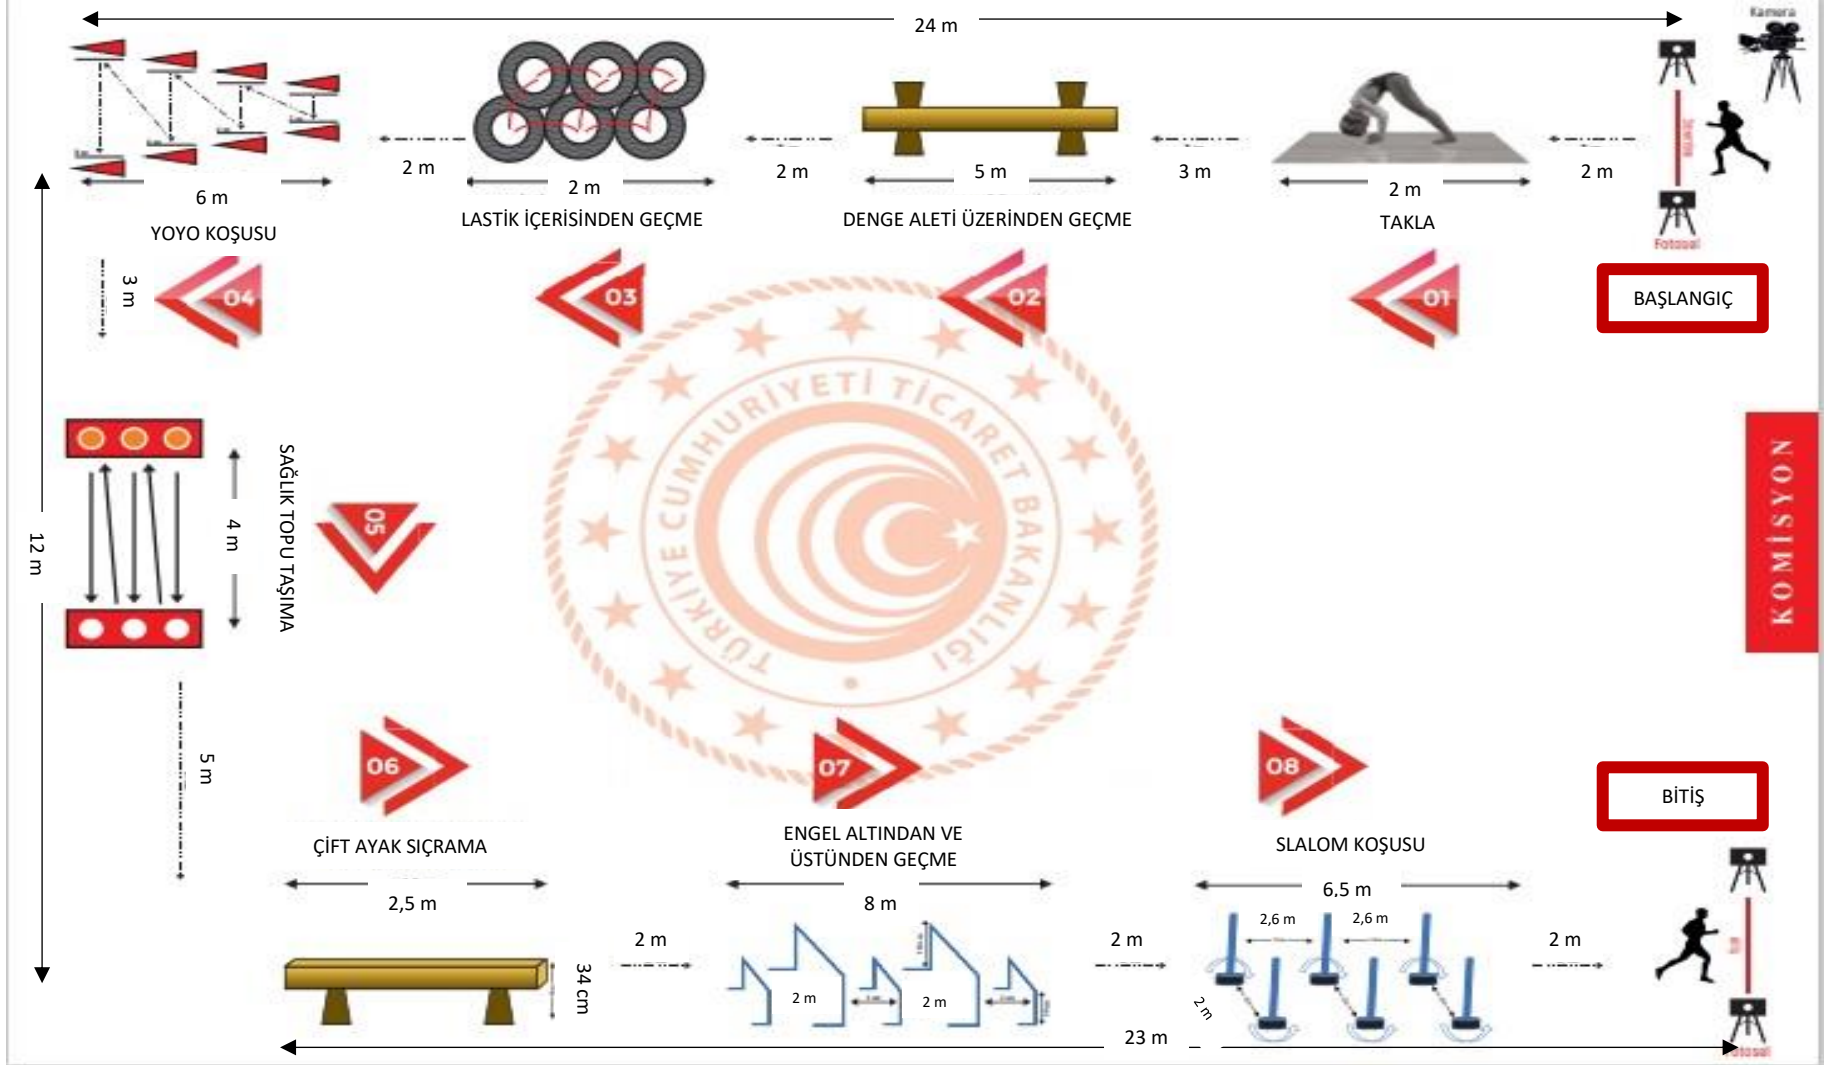 24 m
Kamera
2 m
2 m
3 m
2 m
6 m
2 m
5 m
2 m
YOYO KOŞUSU
LASTİK İÇERİSİNDEN GEÇME
DENGE ALETİ ÜZERİNDEN GEÇME
TAKLA
Fotosel
3 m
04
03
02
01
BAŞLANGIÇ
TÜRKİYE CUMHURİYETİ TİCARET BAKANLIĞI
12 m
4 m
SAĞLIK TOPU TAŞIMA
05
KOMİSYON
5 m
06
07
08
BİTİŞ
ÇİFT AYAK SIÇRAMA
ENGEL ALTINDAN VE
ÜSTÜNDEN GEÇME
SLALOM KOŞUSU
2,5 m
8 m
6,5 m
2,6 m
2,6 m
2 m
2 m
2 m
34 cm
2 m
2 m
2 m
23 m
Fotosel